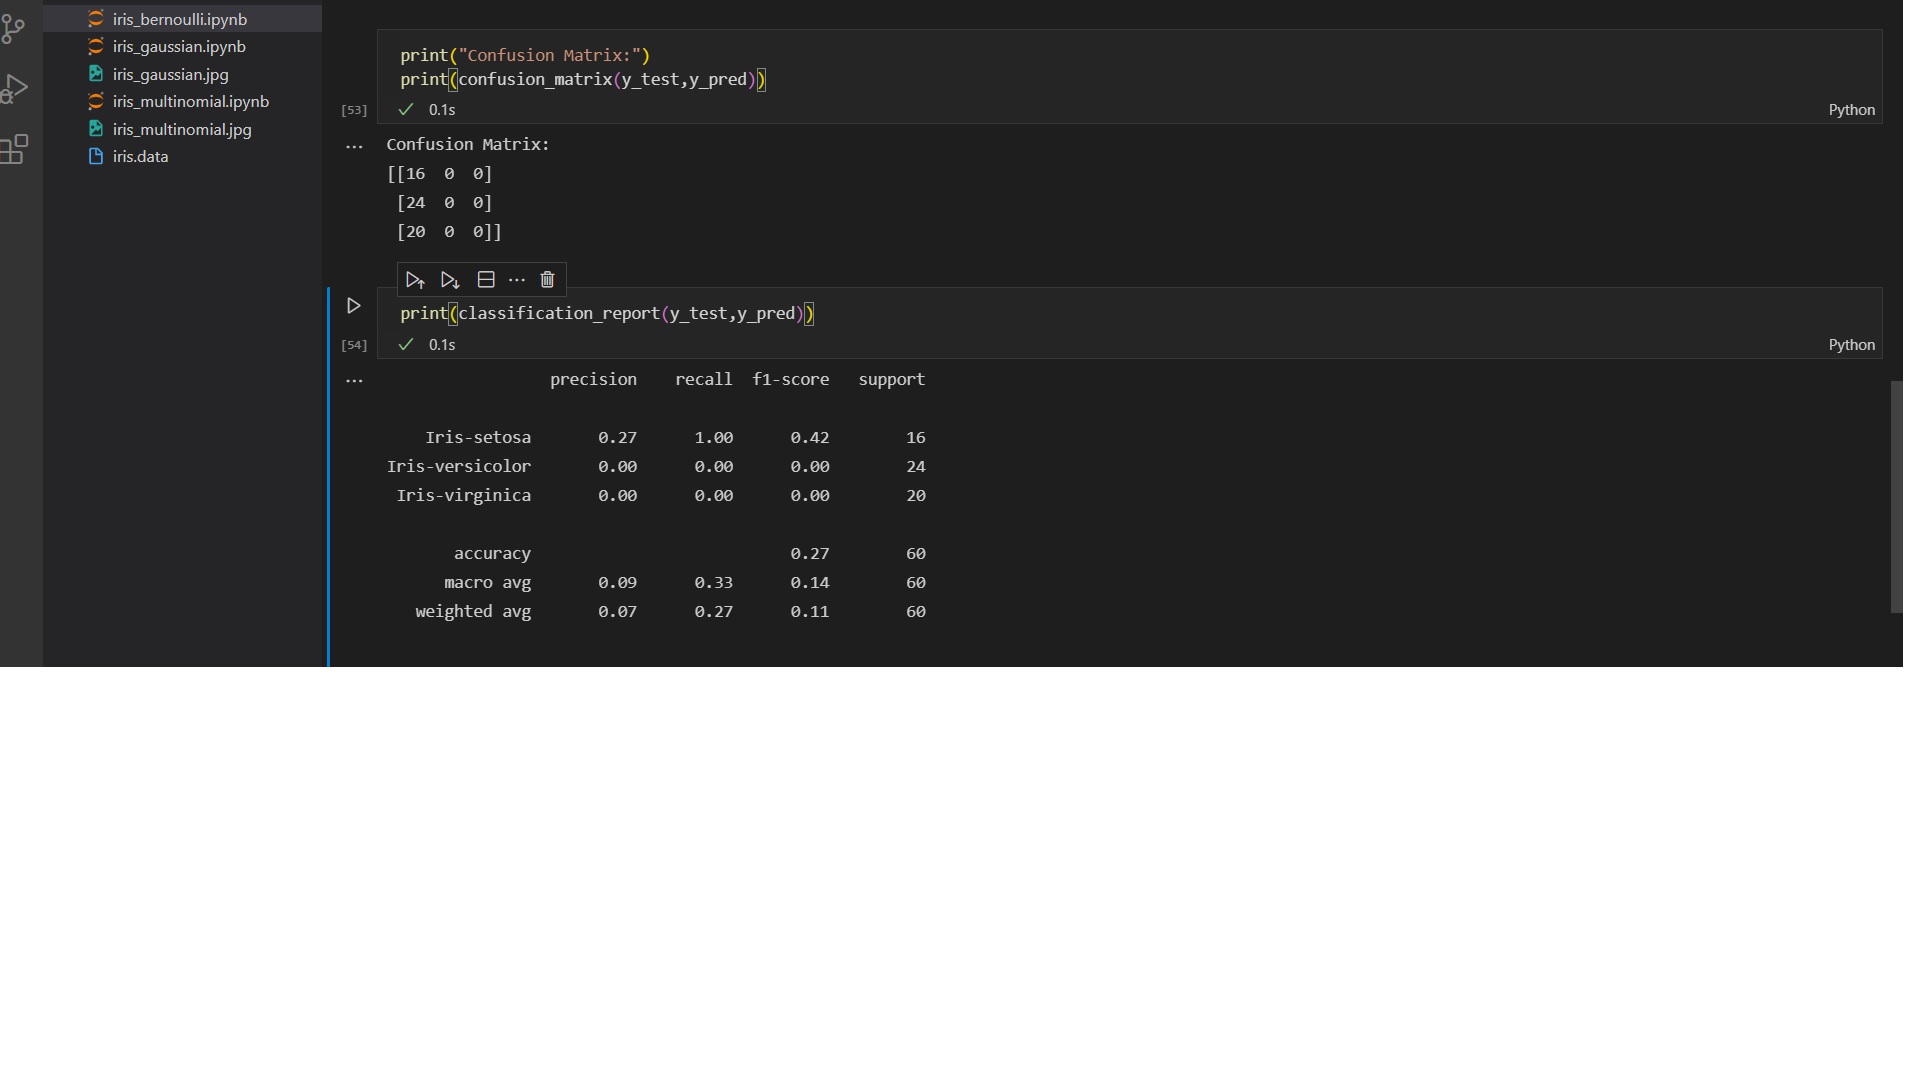 iris_bernoulli.ipynb
iris_gaussian.ipynb
iris_gaussian.jpg
iris_multinomial.ipynb
iris_multinomial.jpg
iris.data
print("Confusion Matrix:")
print(confusion_matrix(y_test,y_pred))
[53] 0.1s Python
... Confusion Matrix:
[[16 0 0]
[24 0 0]
[20 0 0]]
...
print(classification_report(y_test,y_pred))
[54] 0.1s Python
... precision recall f1-score support
Iris-setosa 0.27 1.00 0.42 16
Iris-versicolor 0.00 0.00 0.00 24
Iris-virginica 0.00 0.00 0.00 20
accuracy 0.27 60
macro avg 0.09 0.33 0.14 60
weighted avg 0.07 0.27 0.11 60